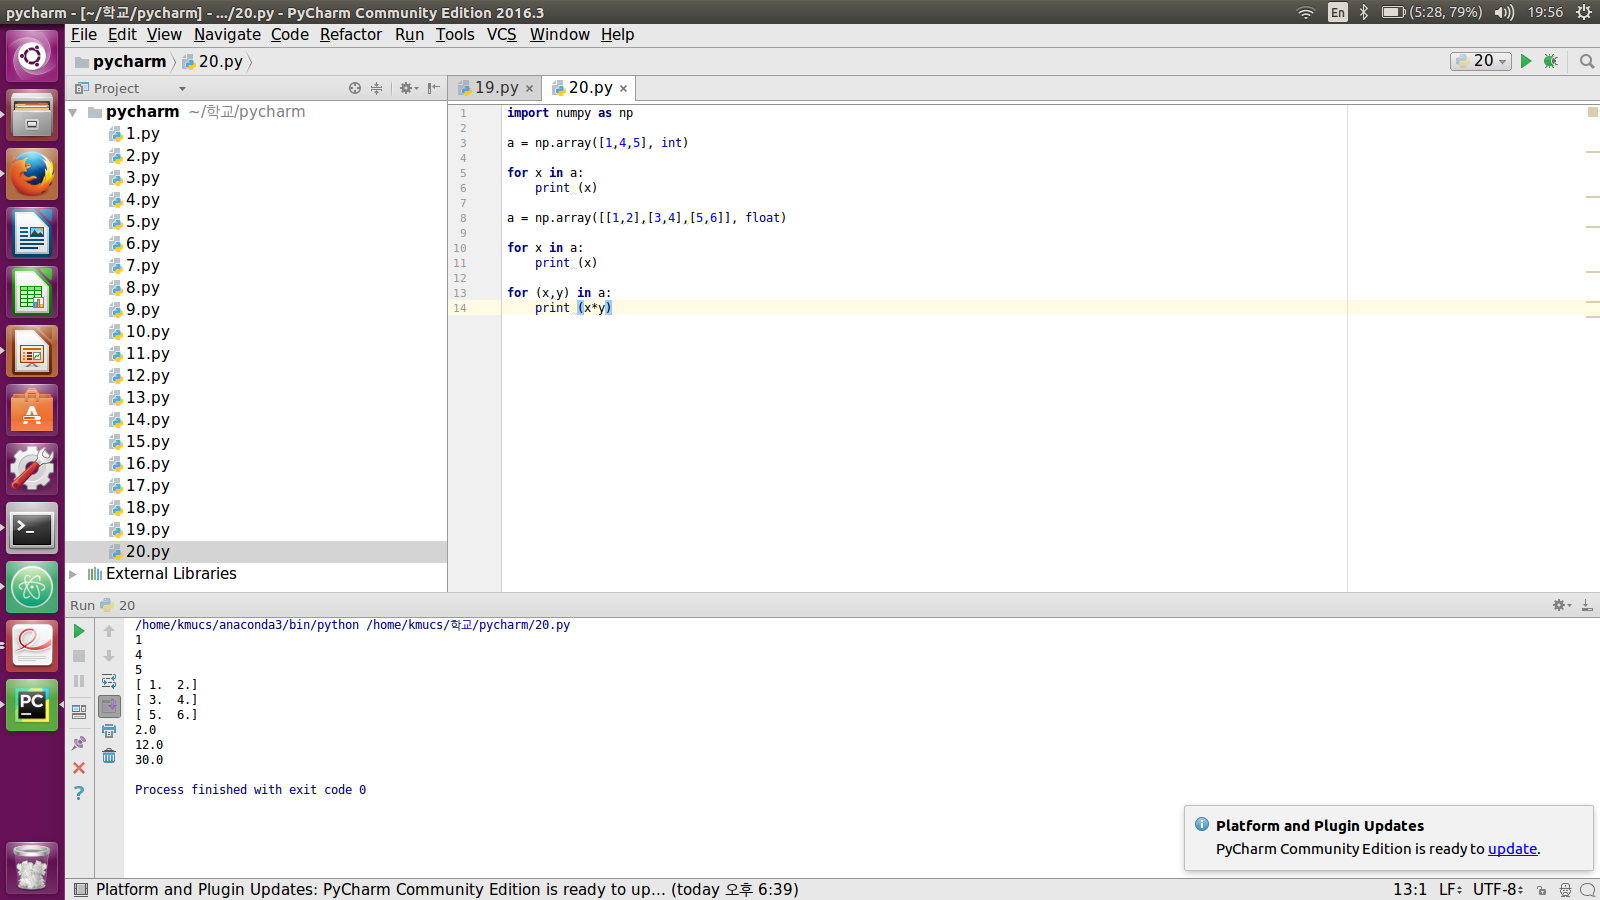 pycharm - [~/학교/pycharm] - .../20.py - PyCharm Community Edition 2016.3
En (5:28, 79%) 19:56
File Edit View Navigate Code Refactor Run Tools VCS Window Help
pycharm 20.py
20
Project
19.py × 20.py ×
pycharm ~/학교/pycharm
1.py
2.py
3.py
4.py
5.py
6.py
7.py
8.py
9.py
10.py
11.py
12.py
13.py
14.py
15.py
16.py
17.py
18.py
19.py
20.py
External Libraries
1 import numpy as np
2
3 a = np.array([1,4,5], int)
4
5 for x in a:
6 print (x)
7
8 a = np.array([[1,2],[3,4],[5,6]], float)
9
10 for x in a:
11 print (x)
12
13 for (x,y) in a:
14 print (x*y)
Run 20
/home/kmucs/anaconda3/bin/python /home/kmucs/학교/pycharm/20.py
1
4
5
[ 1.  2.]
[ 3.  4.]
[ 5.  6.]
2.0
12.0
30.0
Process finished with exit code 0
PC
Platform and Plugin Updates
PyCharm Community Edition is ready to update.
Platform and Plugin Updates: PyCharm Community Edition is ready to up... (today 오후 6:39)
13:1 LF UTF-8